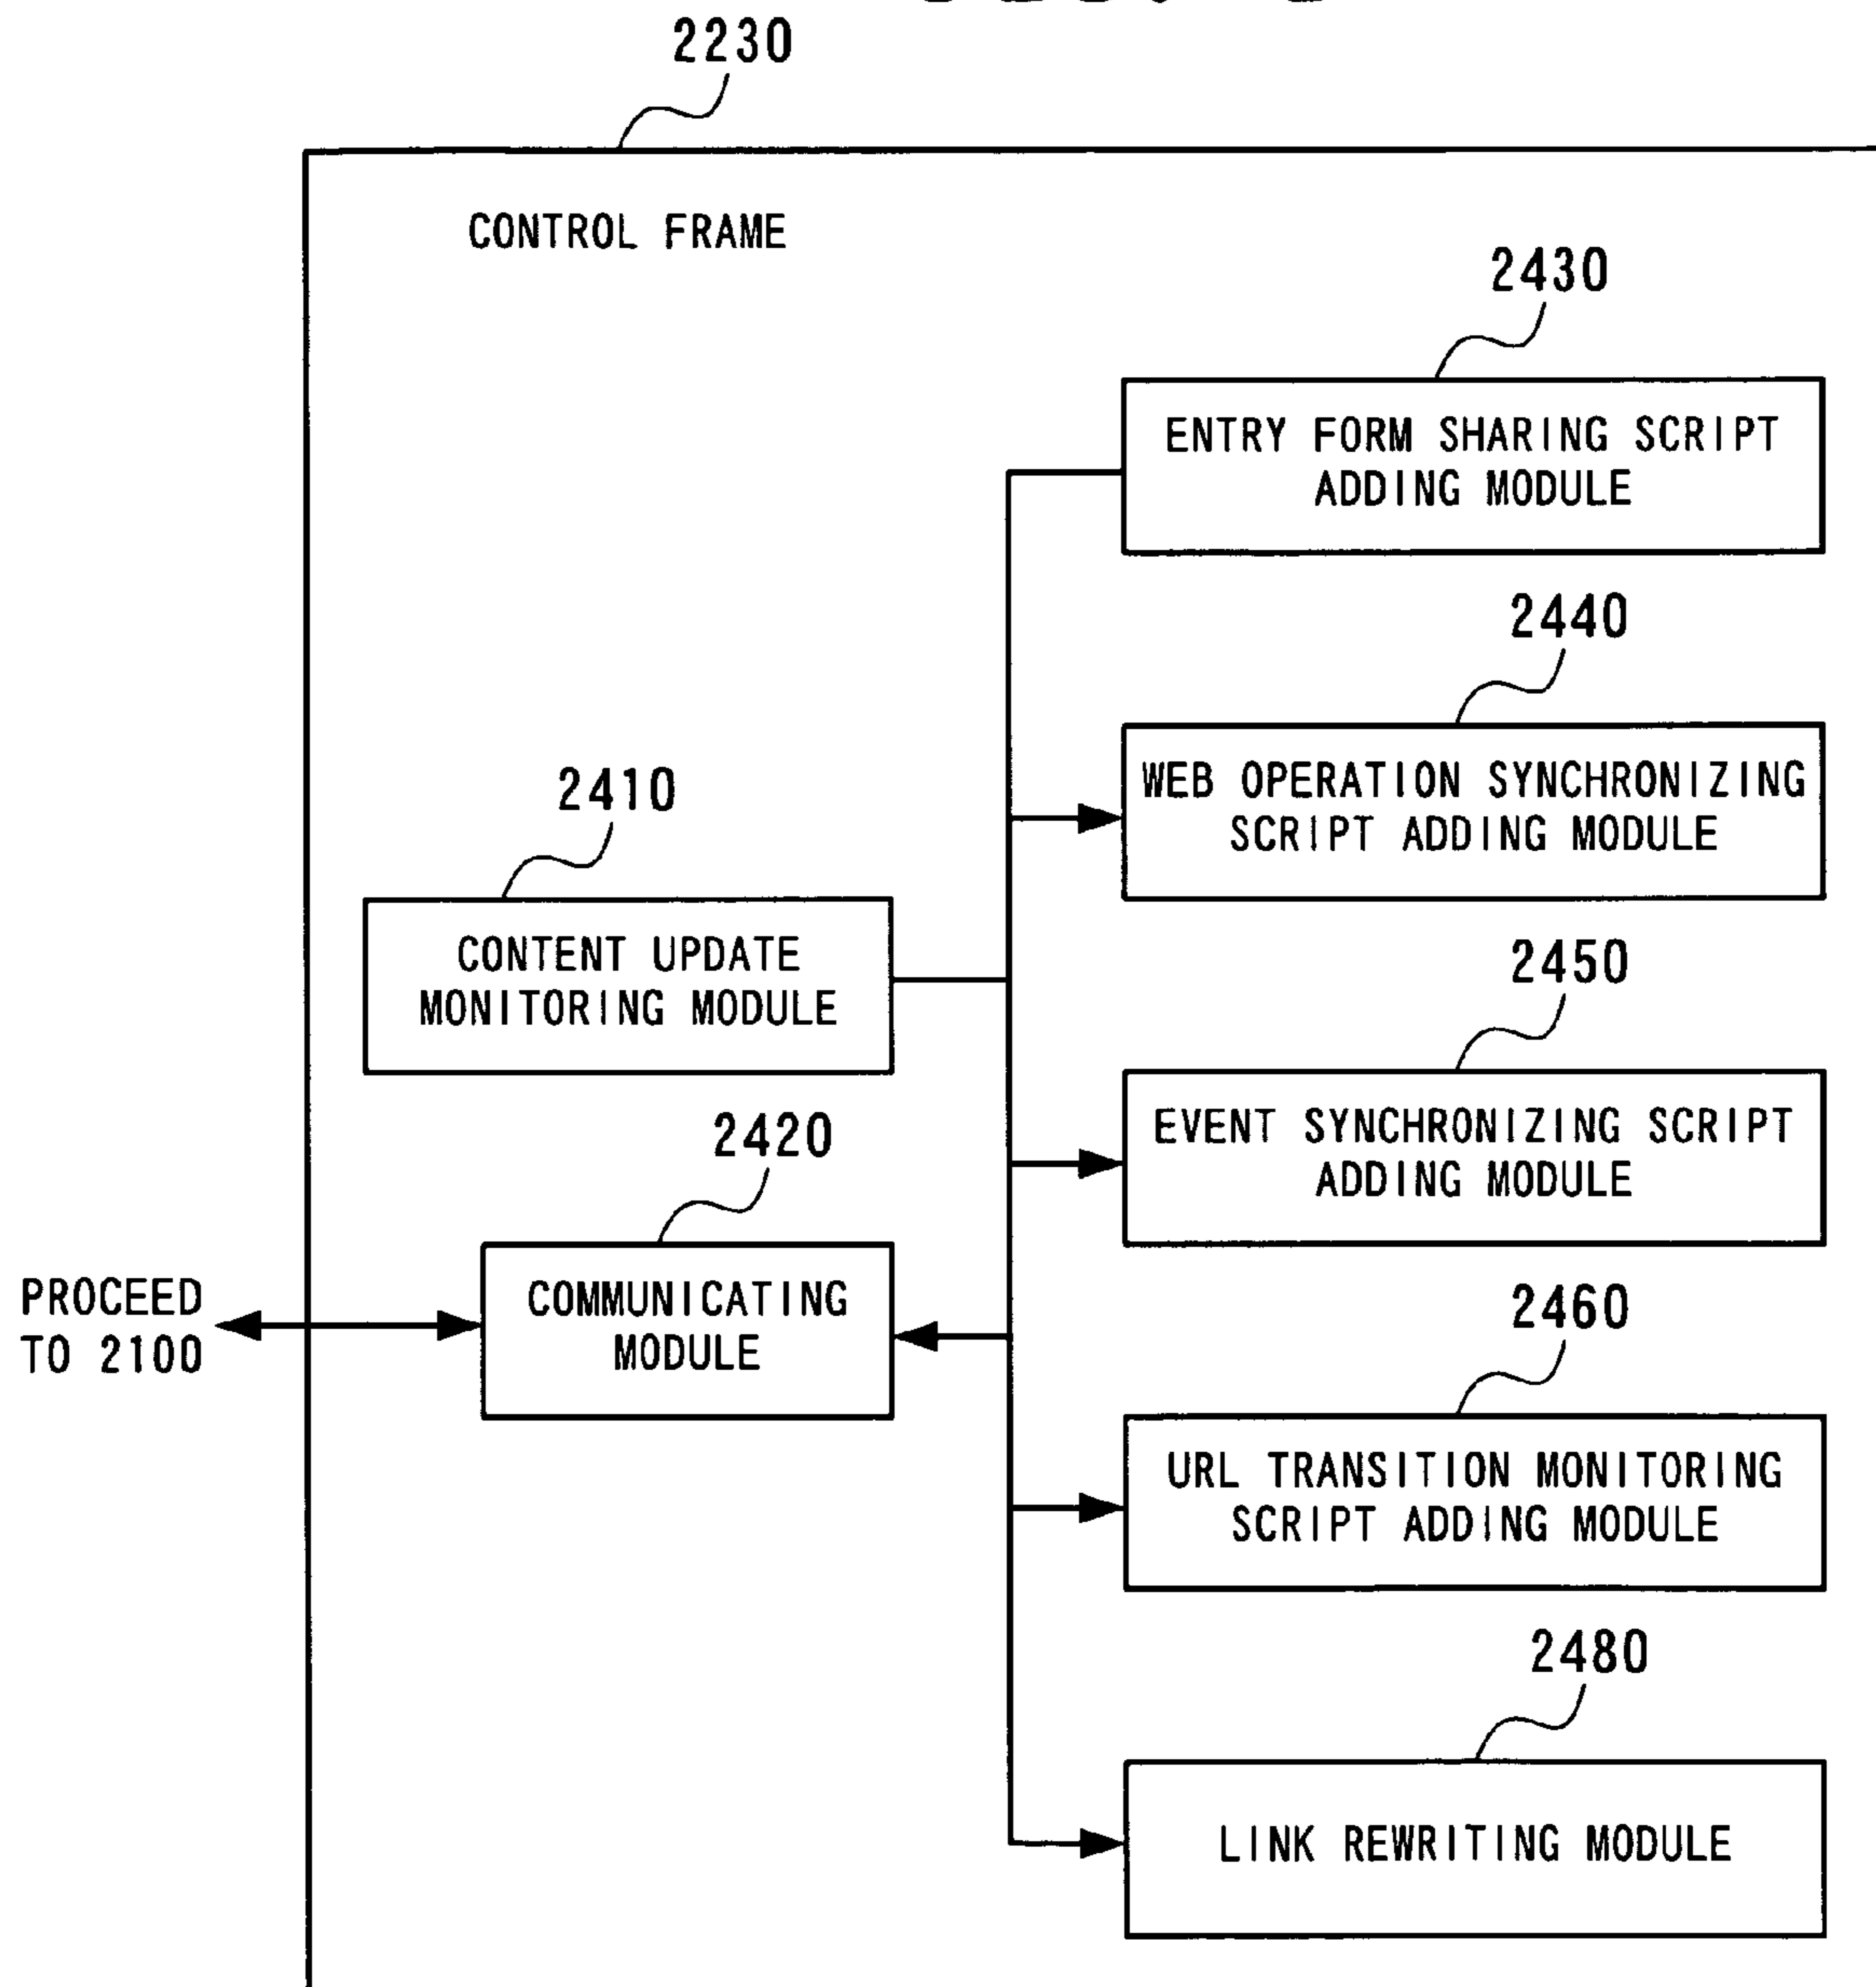 2230
CONTROL FRAME
2430
ENTRY FORM SHARING SCRIPT
ADDING MODULE
2440
WEB OPERATION SYNCHRONIZING
SCRIPT ADDING MODULE
2410
CONTENT UPDATE
MONITORING MODULE
2450
EVENT SYNCHRONIZING SCRIPT
ADDING MODULE
2420
COMMUNICATING
MODULE
PROCEED
TO 2100
2460
URL TRANSITION MONITORING
SCRIPT ADDING MODULE
2480
LINK REWRITING MODULE